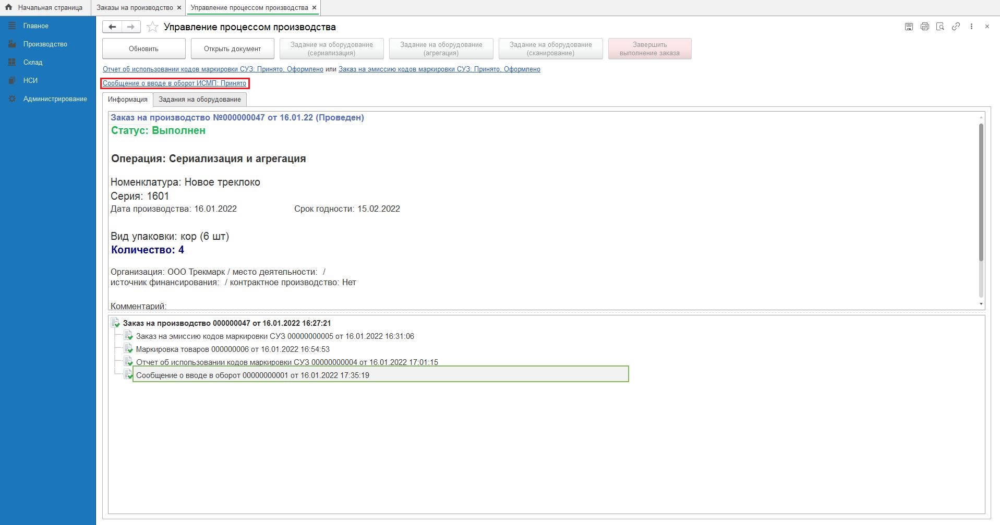 Начальная страница
Заказы на производство ×
Управление процессом производства ×
Главное
Производство
Склад
НСИ
Администрирование
Управление процессом производства
Обновить
Открыть документ
Задание на оборудование
(сериализация)
Задание на оборудование
(агрегация)
Задание на оборудование
(сканирование)
Завершить
выполнение заказа
Отчет об использовании кодов маркировки СУЗ: Принято, Оформлено или Заказ на эмиссию кодов маркировки СУЗ: Принято, Оформлено
Сообщение о вводе в оборот ИСМП: Принято
Информация
Задания на оборудование
Заказ на производство №000000047 от 16.01.22 (Проведен)
Статус: Выполнен
Операция: Сериализация и агрегация
Номенклатура: Новое треклоко
Серия: 1601
Дата производства: 16.01.2022 Срок годности: 15.02.2022
Вид упаковки: кор (6 шт)
Количество: 4
Организация: ООО Трекмарк / место деятельности: /
источник финансирования: / контрактное производство: Нет
Комментарий:
Заказ на производство 000000047 от 16.01.2022 16:27:21
Заказ на эмиссию кодов маркировки СУЗ 00000000005 от 16.01.2022 16:31:06
Маркировка товаров 000000006 от 16.01.2022 16:54:53
Отчет об использовании кодов маркировки СУЗ 00000000004 от 16.01.2022 17:01:15
Сообщение о вводе в оборот 00000000001 от 16.01.2022 17:35:19